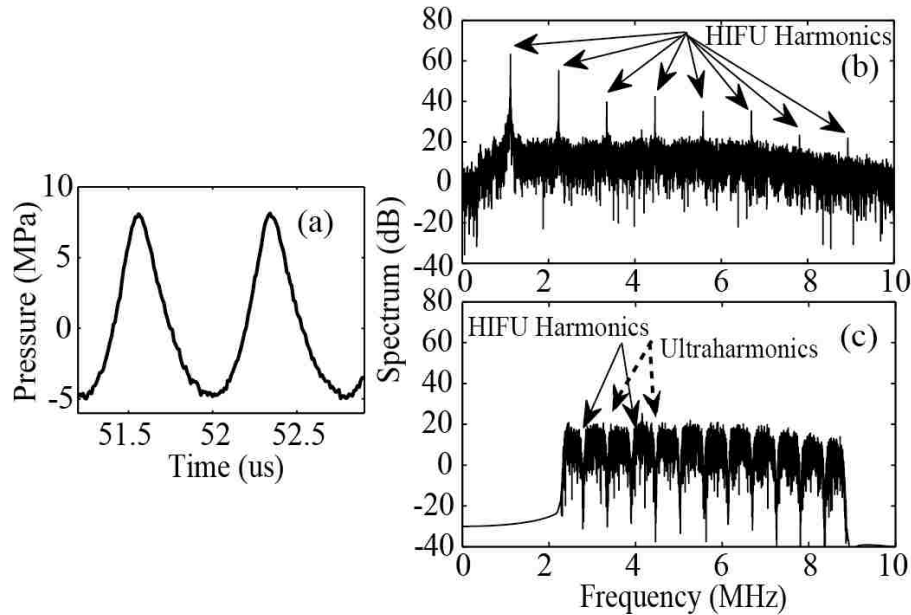 80
60
40
20
0
-20
-40
HIFU Harmonics
(b)
0 2 4 6 8 10
Spectrum (dB)
10
5
0
-5
Pressure (MPa)
(a)
51.5 52 52.5
Time (us)
80
60
40
20
0
-20
-40
HIFU Harmonics
Ultraharmonics
(c)
0 2 4 6 8 10
Frequency (MHz)